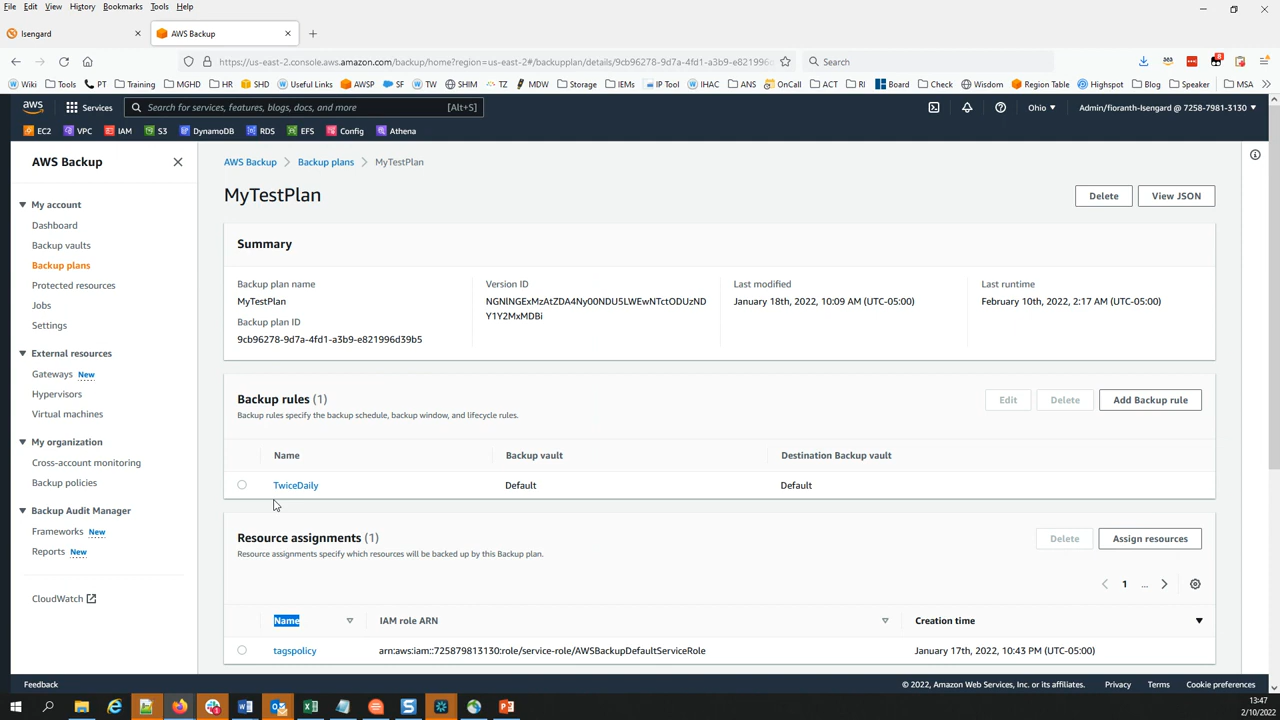 File Edit View History Bookmarks Tools Help
Isengard
AWS Backup
https://us-east-2.console.aws.amazon.com/backup/home?region=us-east-2#/backupplan/details/9cb96278-9d7a-4fd1-a3b9-e821996d
Search
Wiki Tools PT Training MGHD HR SHD Useful Links AWSP SF TW SHIM TZ MDW Storage IEMs IP Tool IHAC ANS OnCall ACT RI Board Check Wisdom Region Table Highspot Blog Speaker MSA
aws Services Search for services, features, blogs, docs, and more [Alt+S] Ohio Admin/fioranth-Isengard @ 7258-7981-3130
EC2 VPC IAM S3 DynamoDB RDS EFS Config Athena
AWS Backup
My account
Dashboard
Backup vaults
Backup plans
Protected resources
Jobs
Settings
External resources
Gateways New
Hypervisors
Virtual machines
My organization
Cross-account monitoring
Backup policies
Backup Audit Manager
Frameworks New
Reports New
CloudWatch
AWS Backup Backup plans MyTestPlan
MyTestPlan
Delete View JSON
Summary
Backup plan name
MyTestPlan
Backup plan ID
9cb96278-9d7a-4fd1-a3b9-e821996d39b5
Version ID
NGNlNGExMzAtZDA4Ny00NDU5LWEwNTctODUzND
Y1Y2MxMDBi
Last modified
January 18th, 2022, 10:09 AM (UTC-05:00)
Last runtime
February 10th, 2022, 2:17 AM (UTC-05:00)
Backup rules (1)
Backup rules specify the backup schedule, backup window, and lifecycle rules.
Edit Delete Add Backup rule
Name Backup vault Destination Backup vault
TwiceDaily Default Default
Resource assignments (1)
Resource assignments specify which resources will be backed up by this Backup plan.
Delete Assign resources
1 ...
Name IAM role ARN Creation time
tagspolicy arn:aws:iam::725879813130:role/service-role/AWSBackupDefaultServiceRole January 17th, 2022, 10:43 PM (UTC-05:00)
Feedback © 2022, Amazon Web Services, Inc. or its affiliates. Privacy Terms Cookie preferences
13:47
2/10/2022